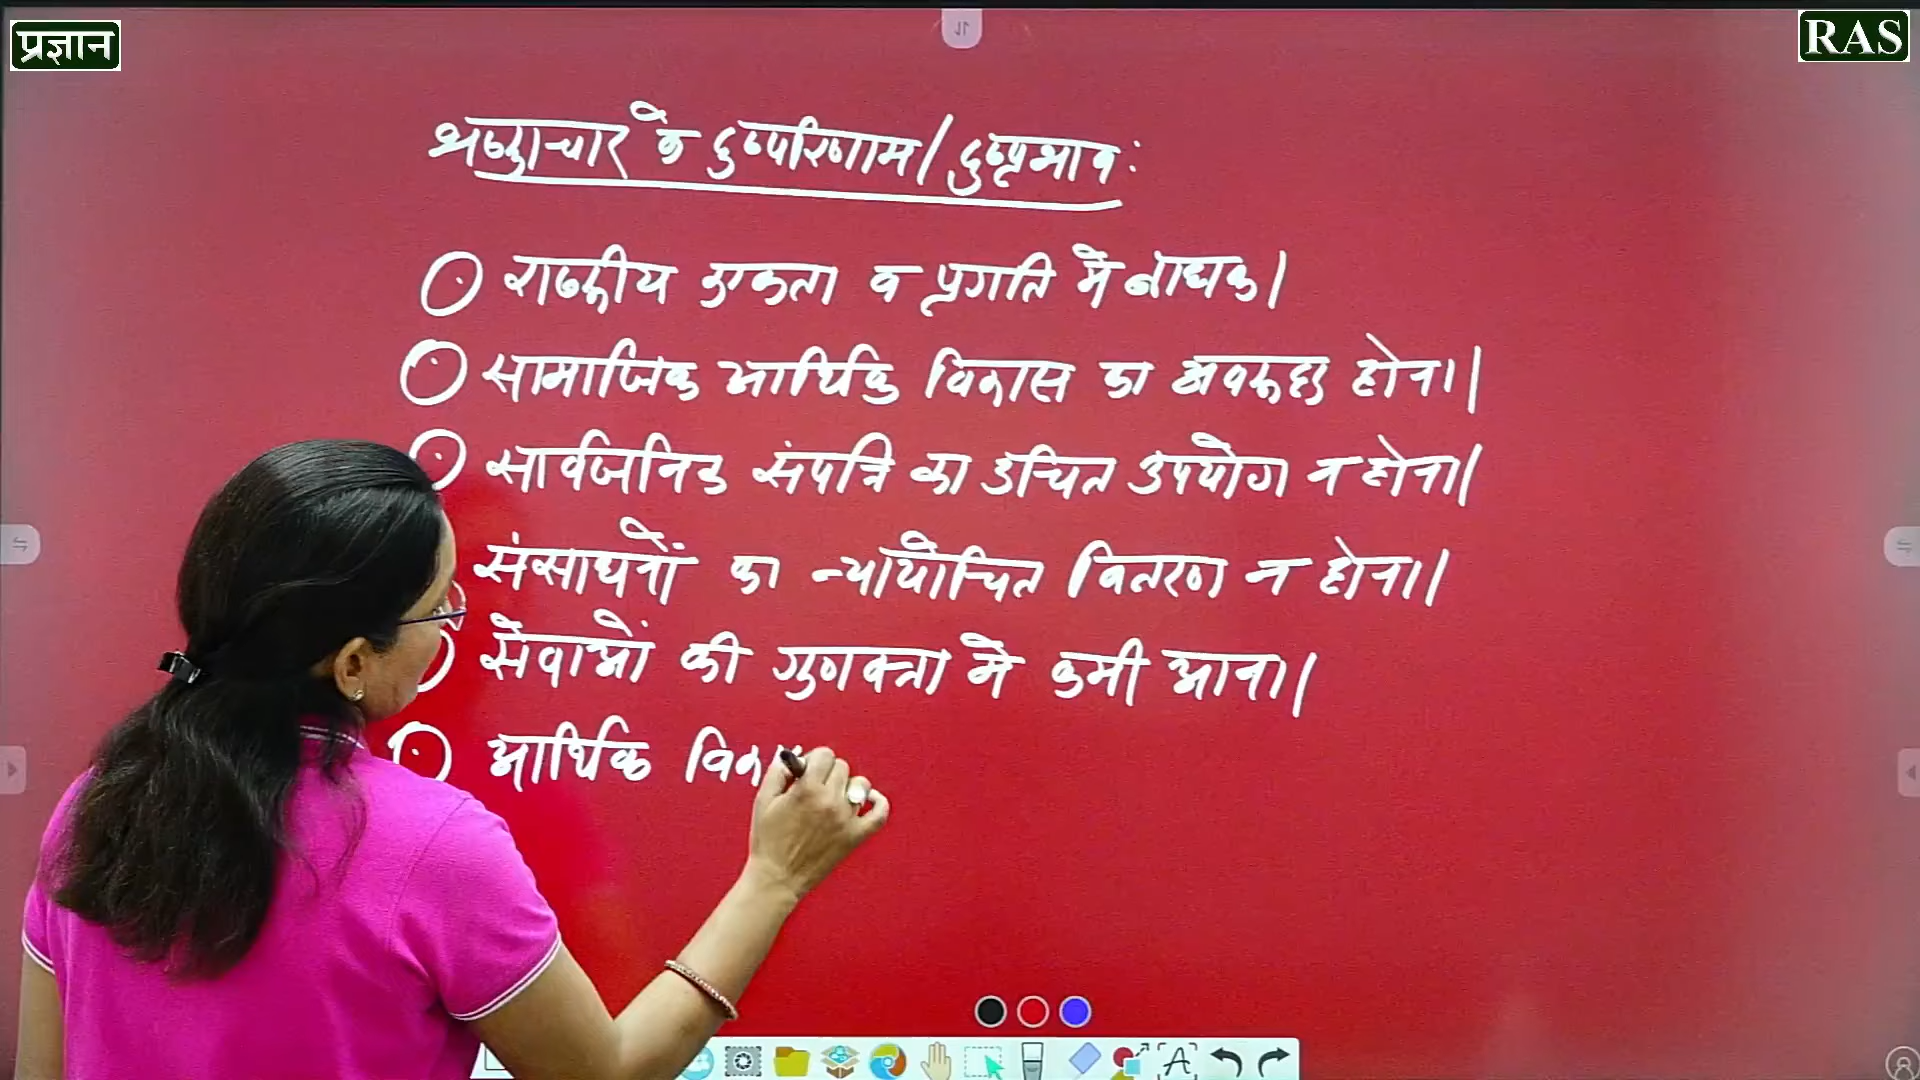 प्रज्ञान
RAS
भ्रष्टाचार के दुष्परिणाम/दुष्प्रभाव:
राष्ट्रीय एकता व प्रगति में बाधक।
सामाजिक आर्थिक विकास का अवरुद्ध होना।
सार्वजनिक संपत्ति का उचित उपयोग न होना।
संसाधनों का न्यायोचित वितरण न होना।
सेवाओं की गुणवत्ता में कमी आना।
आर्थिक